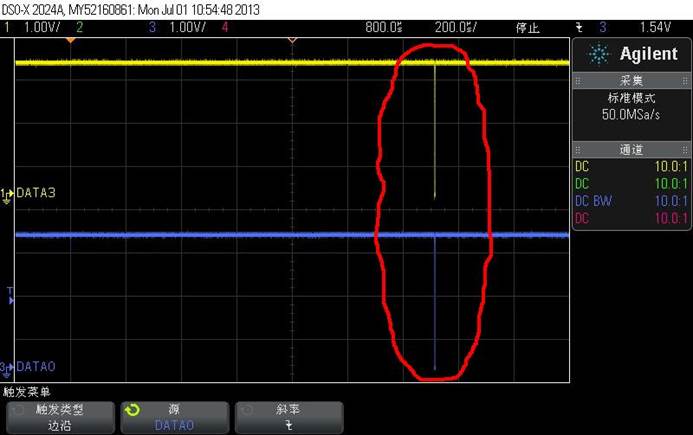 DSO-X 2024A, MY52160861: Mon Jul 01 10:54:48 2013
1 1.00V/ 2 3 1.00V/ 4 800.0us 200.0us/ 停止 3 1.54V
Agilent
采集
标准模式
50.0MSa/s
通道
DC 10.0:1
DC 10.0:1
DC BW 10.0:1
DC 10.0:1
1 DATA3
T
3 DATA0
触发菜单
触发类型 源 斜率
边沿 DATA0